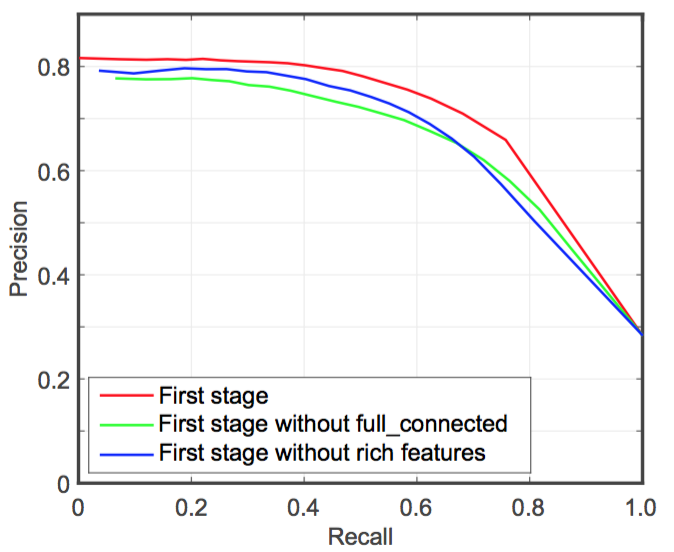 0.8
0.6
0.4
0.2
0
Precision
First stage
First stage without full_connected
First stage without rich features
0 0.2 0.4 0.6 0.8 1.0
Recall